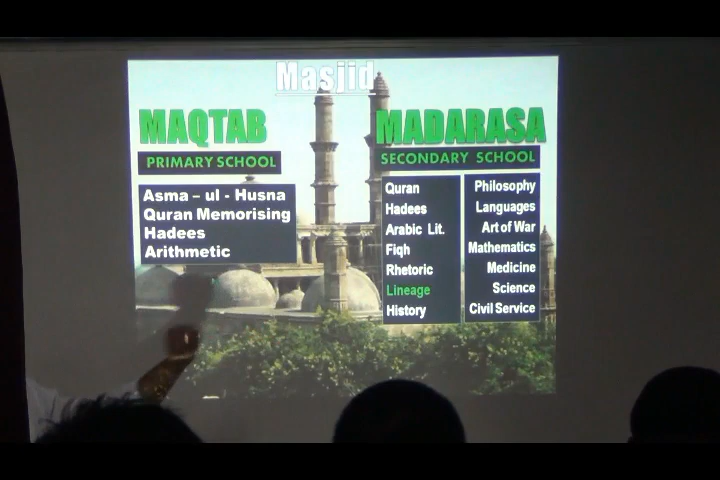 Masjid
MAQTAB
PRIMARY SCHOOL
Asma – ul - Husna
Quran Memorising
Hadees
Arithmetic
MADARASA
SECONDARY SCHOOL
Quran
Hadees
Arabic Lit.
Fiqh
Rhetoric
Lineage
History
Philosophy
Languages
Art of War
Mathematics
Medicine
Science
Civil Service